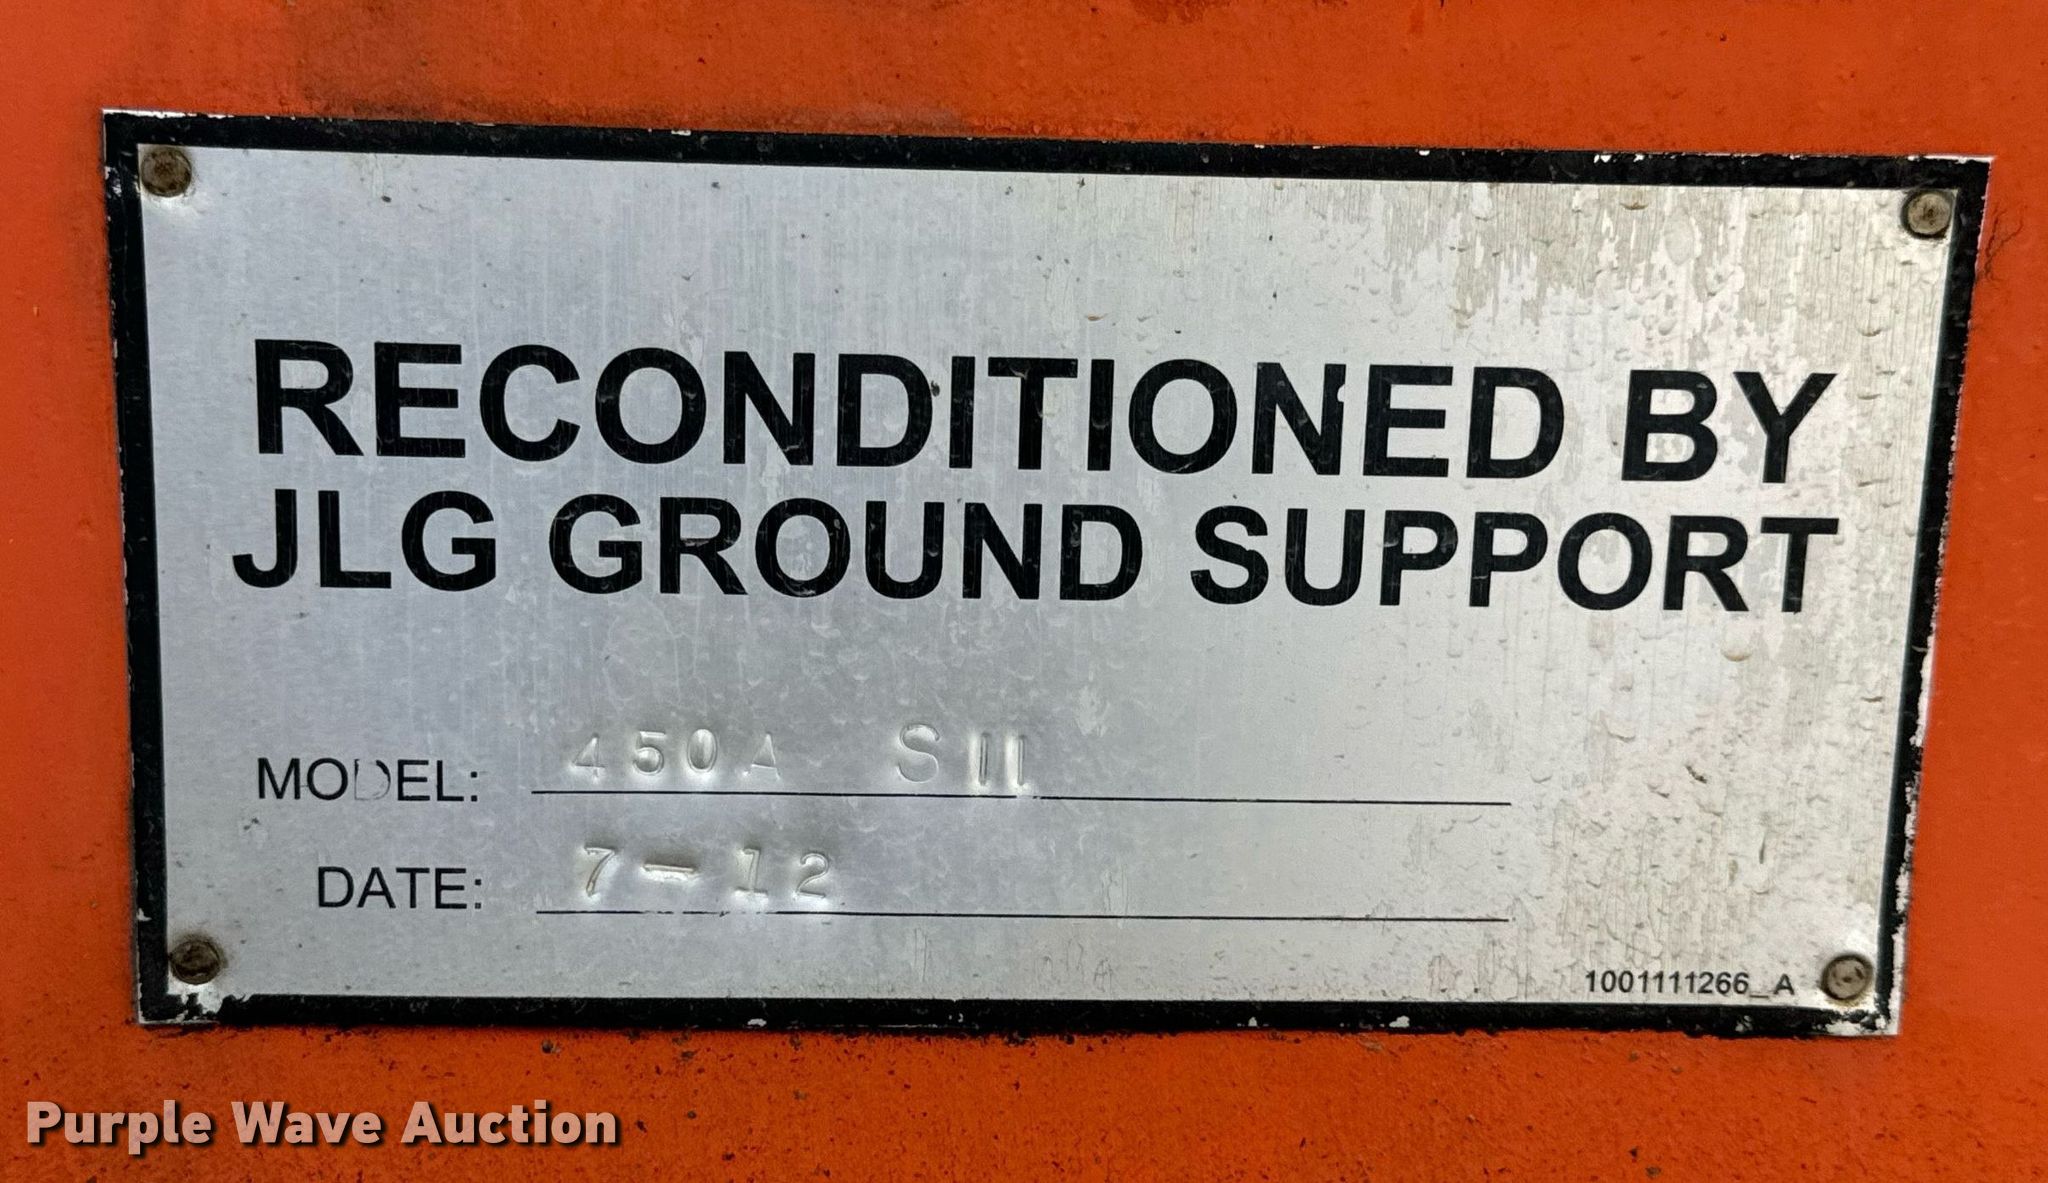 RECONDITIONED BY
JLG GROUND SUPPORT
MODEL: 450A SII
DATE: 7-12
1001111266_A
Purple Wave Auction